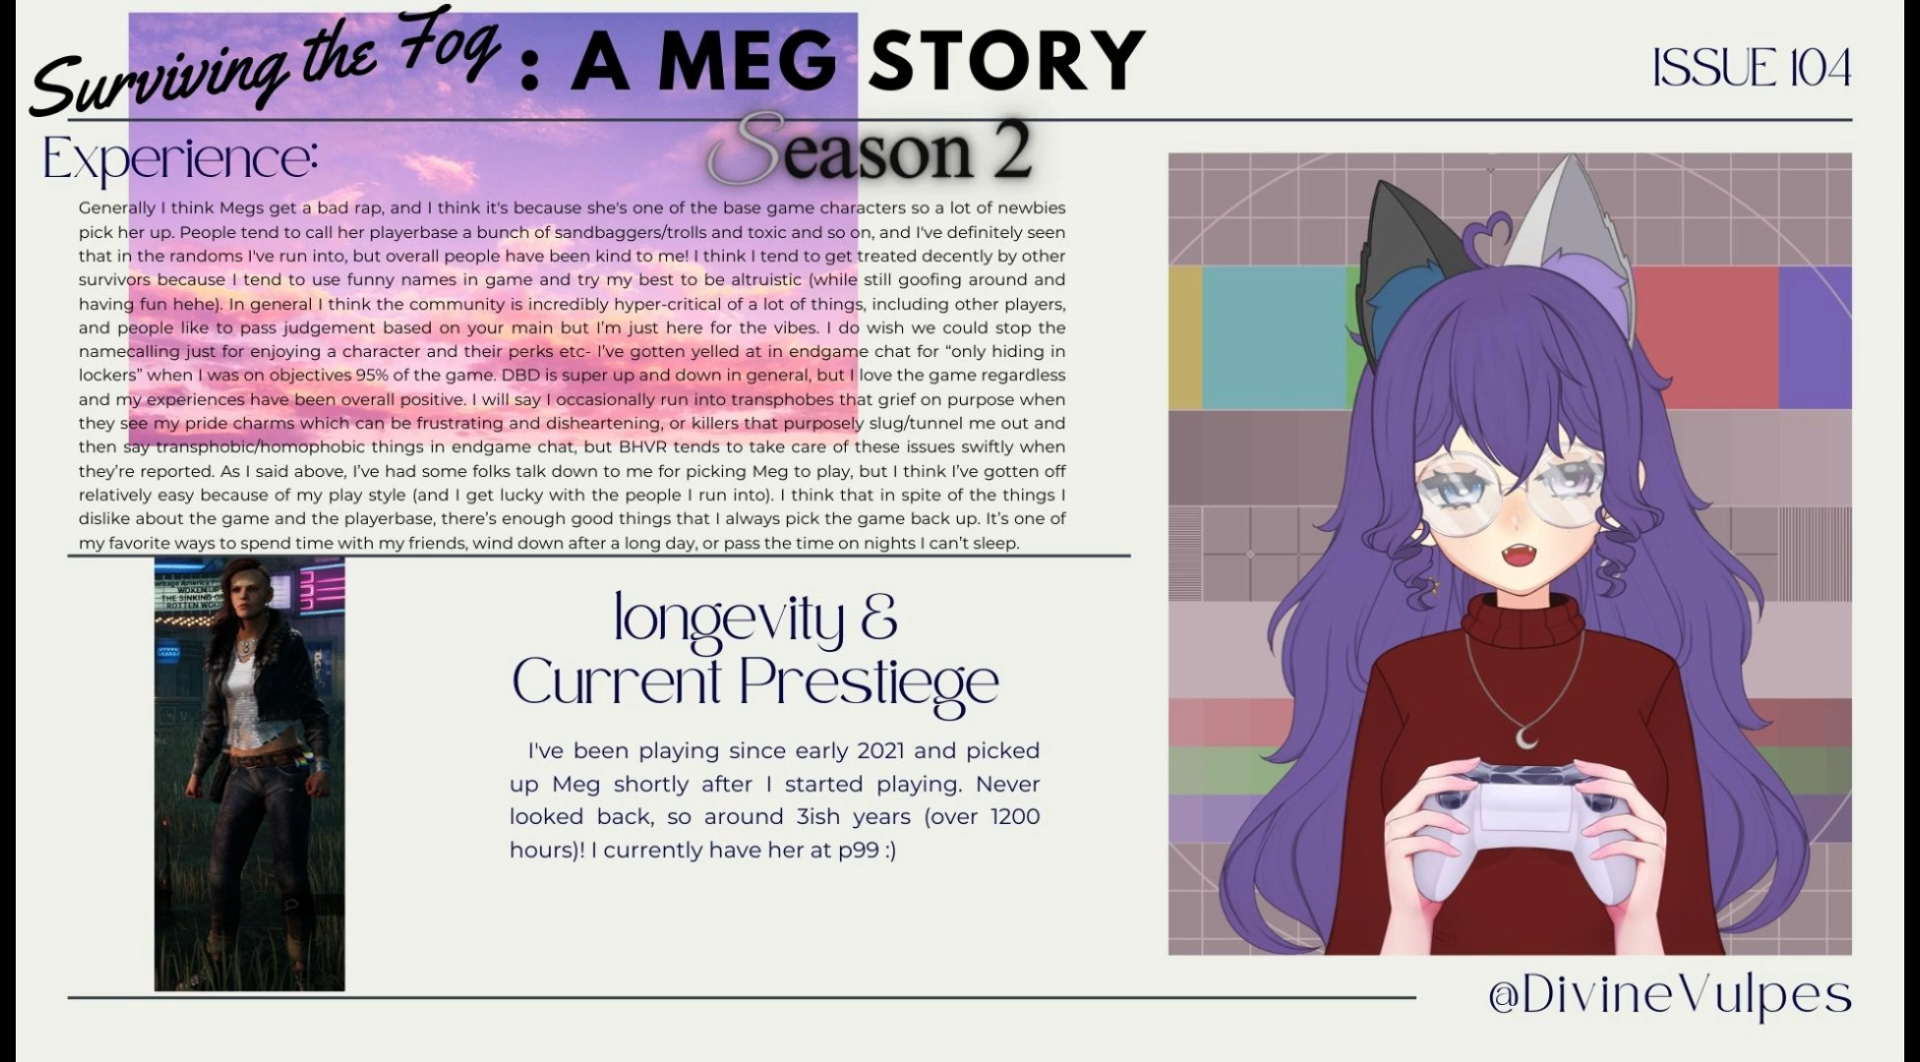 Surviving the Fog : A MEG STORY
ISSUE 104
Season 2
Experience:
Generally I think Megs get a bad rap, and I think it's because she's one of the base game characters so a lot of newbies
pick her up. People tend to call her playerbase a bunch of sandbaggers/trolls and toxic and so on, and I've definitely seen
that in the randoms I've run into, but overall people have been kind to me! I think I tend to get treated decently by other
survivors because I tend to use funny names in game and try my best to be altruistic (while still goofing around and
having fun hehe). In general I think the community is incredibly hyper-critical of a lot of things, including other players,
and people like to pass judgement based on your main but I’m just here for the vibes. I do wish we could stop the
namecalling just for enjoying a character and their perks etc- I’ve gotten yelled at in endgame chat for “only hiding in
lockers” when I was on objectives 95% of the game. DBD is super up and down in general, but I love the game regardless
and my experiences have been overall positive. I will say I occasionally run into transphobes that grief on purpose when
they see my pride charms which can be frustrating and disheartening, or killers that purposely slug/tunnel me out and
then say transphobic/homophobic things in endgame chat, but BHVR tends to take care of these issues swiftly when
they’re reported. As I said above, I’ve had some folks talk down to me for picking Meg to play, but I think I’ve gotten off
relatively easy because of my play style (and I get lucky with the people I run into). I think that in spite of the things I
dislike about the game and the playerbase, there’s enough good things that I always pick the game back up. It’s one of
my favorite ways to spend time with my friends, wind down after a long day, or pass the time on nights I can’t sleep.
WOKEN UP
THE SINKING
ROTTEN
longevity &
Current Prestiege
I've been playing since early 2021 and picked
up Meg shortly after I started playing. Never
looked back, so around 3ish years (over 1200
hours)! I currently have her at p99 :)
@DivineVulpes